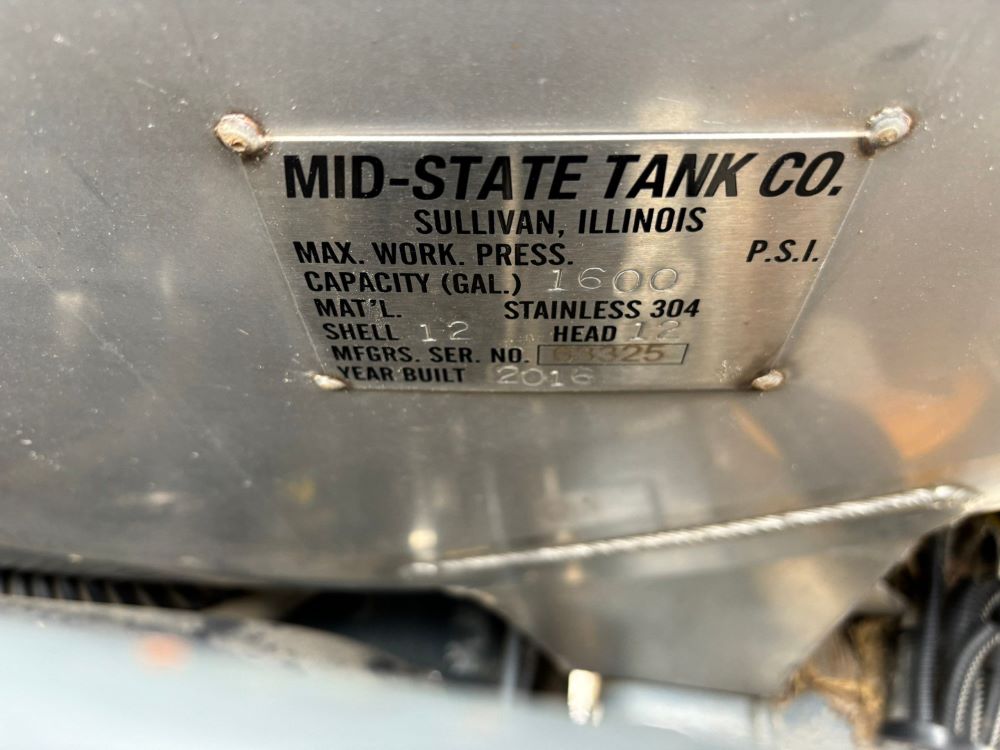 MID-STATE TANK CO.
SULLIVAN, ILLINOIS
MAX. WORK. PRESS. P.S.I.
CAPACITY (GAL.) 1600
MAT'L. STAINLESS 304
SHELL 12 HEAD 12
MFGRS. SER. NO. 63325
YEAR BUILT 2016